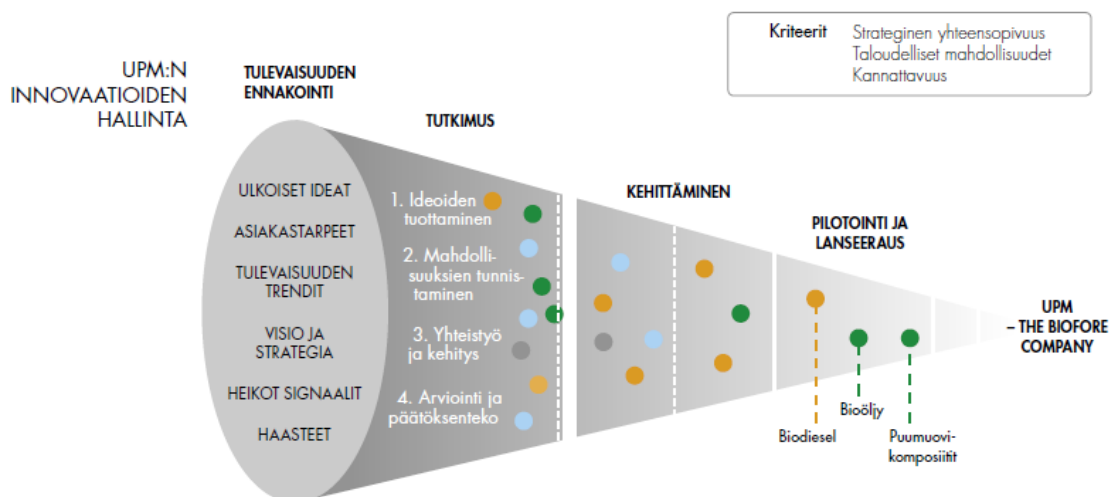 UPM:N
INNOVAATIOIDEN
HALLINTA
TULEVAISUUDEN
ENNAKOINTI
Kriteerit Strateginen yhteensopivuus
Taloudelliset mahdollisuudet
Kannattavuus
TUTKIMUS
KEHITTÄMINEN
PILOTOINTI JA
LANSEERAUS
ULKOISET IDEAT
ASIAKASTARPEET
TULEVAISUUDEN
TRENDIT
VISIO JA
STRATEGIA
HEIKOT SIGNAALIT
HAASTEET
1. Ideoiden
tuottaminen
2. Mahdolli-
suuksien tunnis-
taminen
3. Yhteistyö
ja kehitys
4. Arviointi ja
päätöksenteko
UPM
– THE BIOFORE
COMPANY
Biodiesel
Bioöljy
Puumuovi-
komposiitit